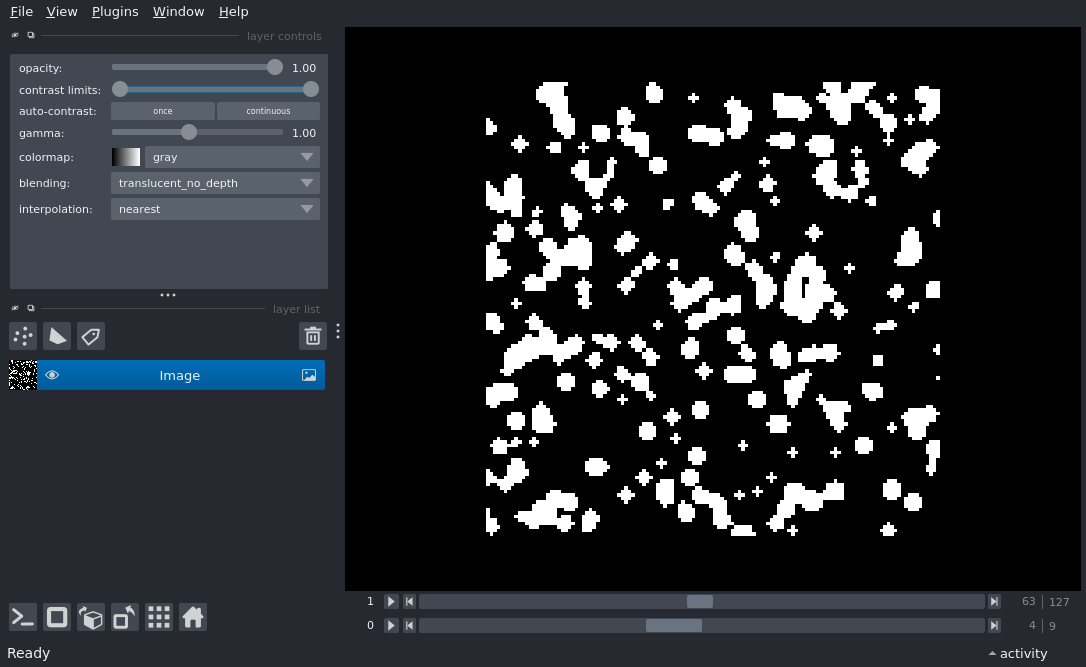 File View Plugins Window Help
layer controls
opacity: 1.00
contrast limits:
auto-contrast: once continuous
gamma: 1.00
colormap: gray
blending: translucent_no_depth
interpolation: nearest
layer list
Image
1 63 127
0 4 9
Ready activity